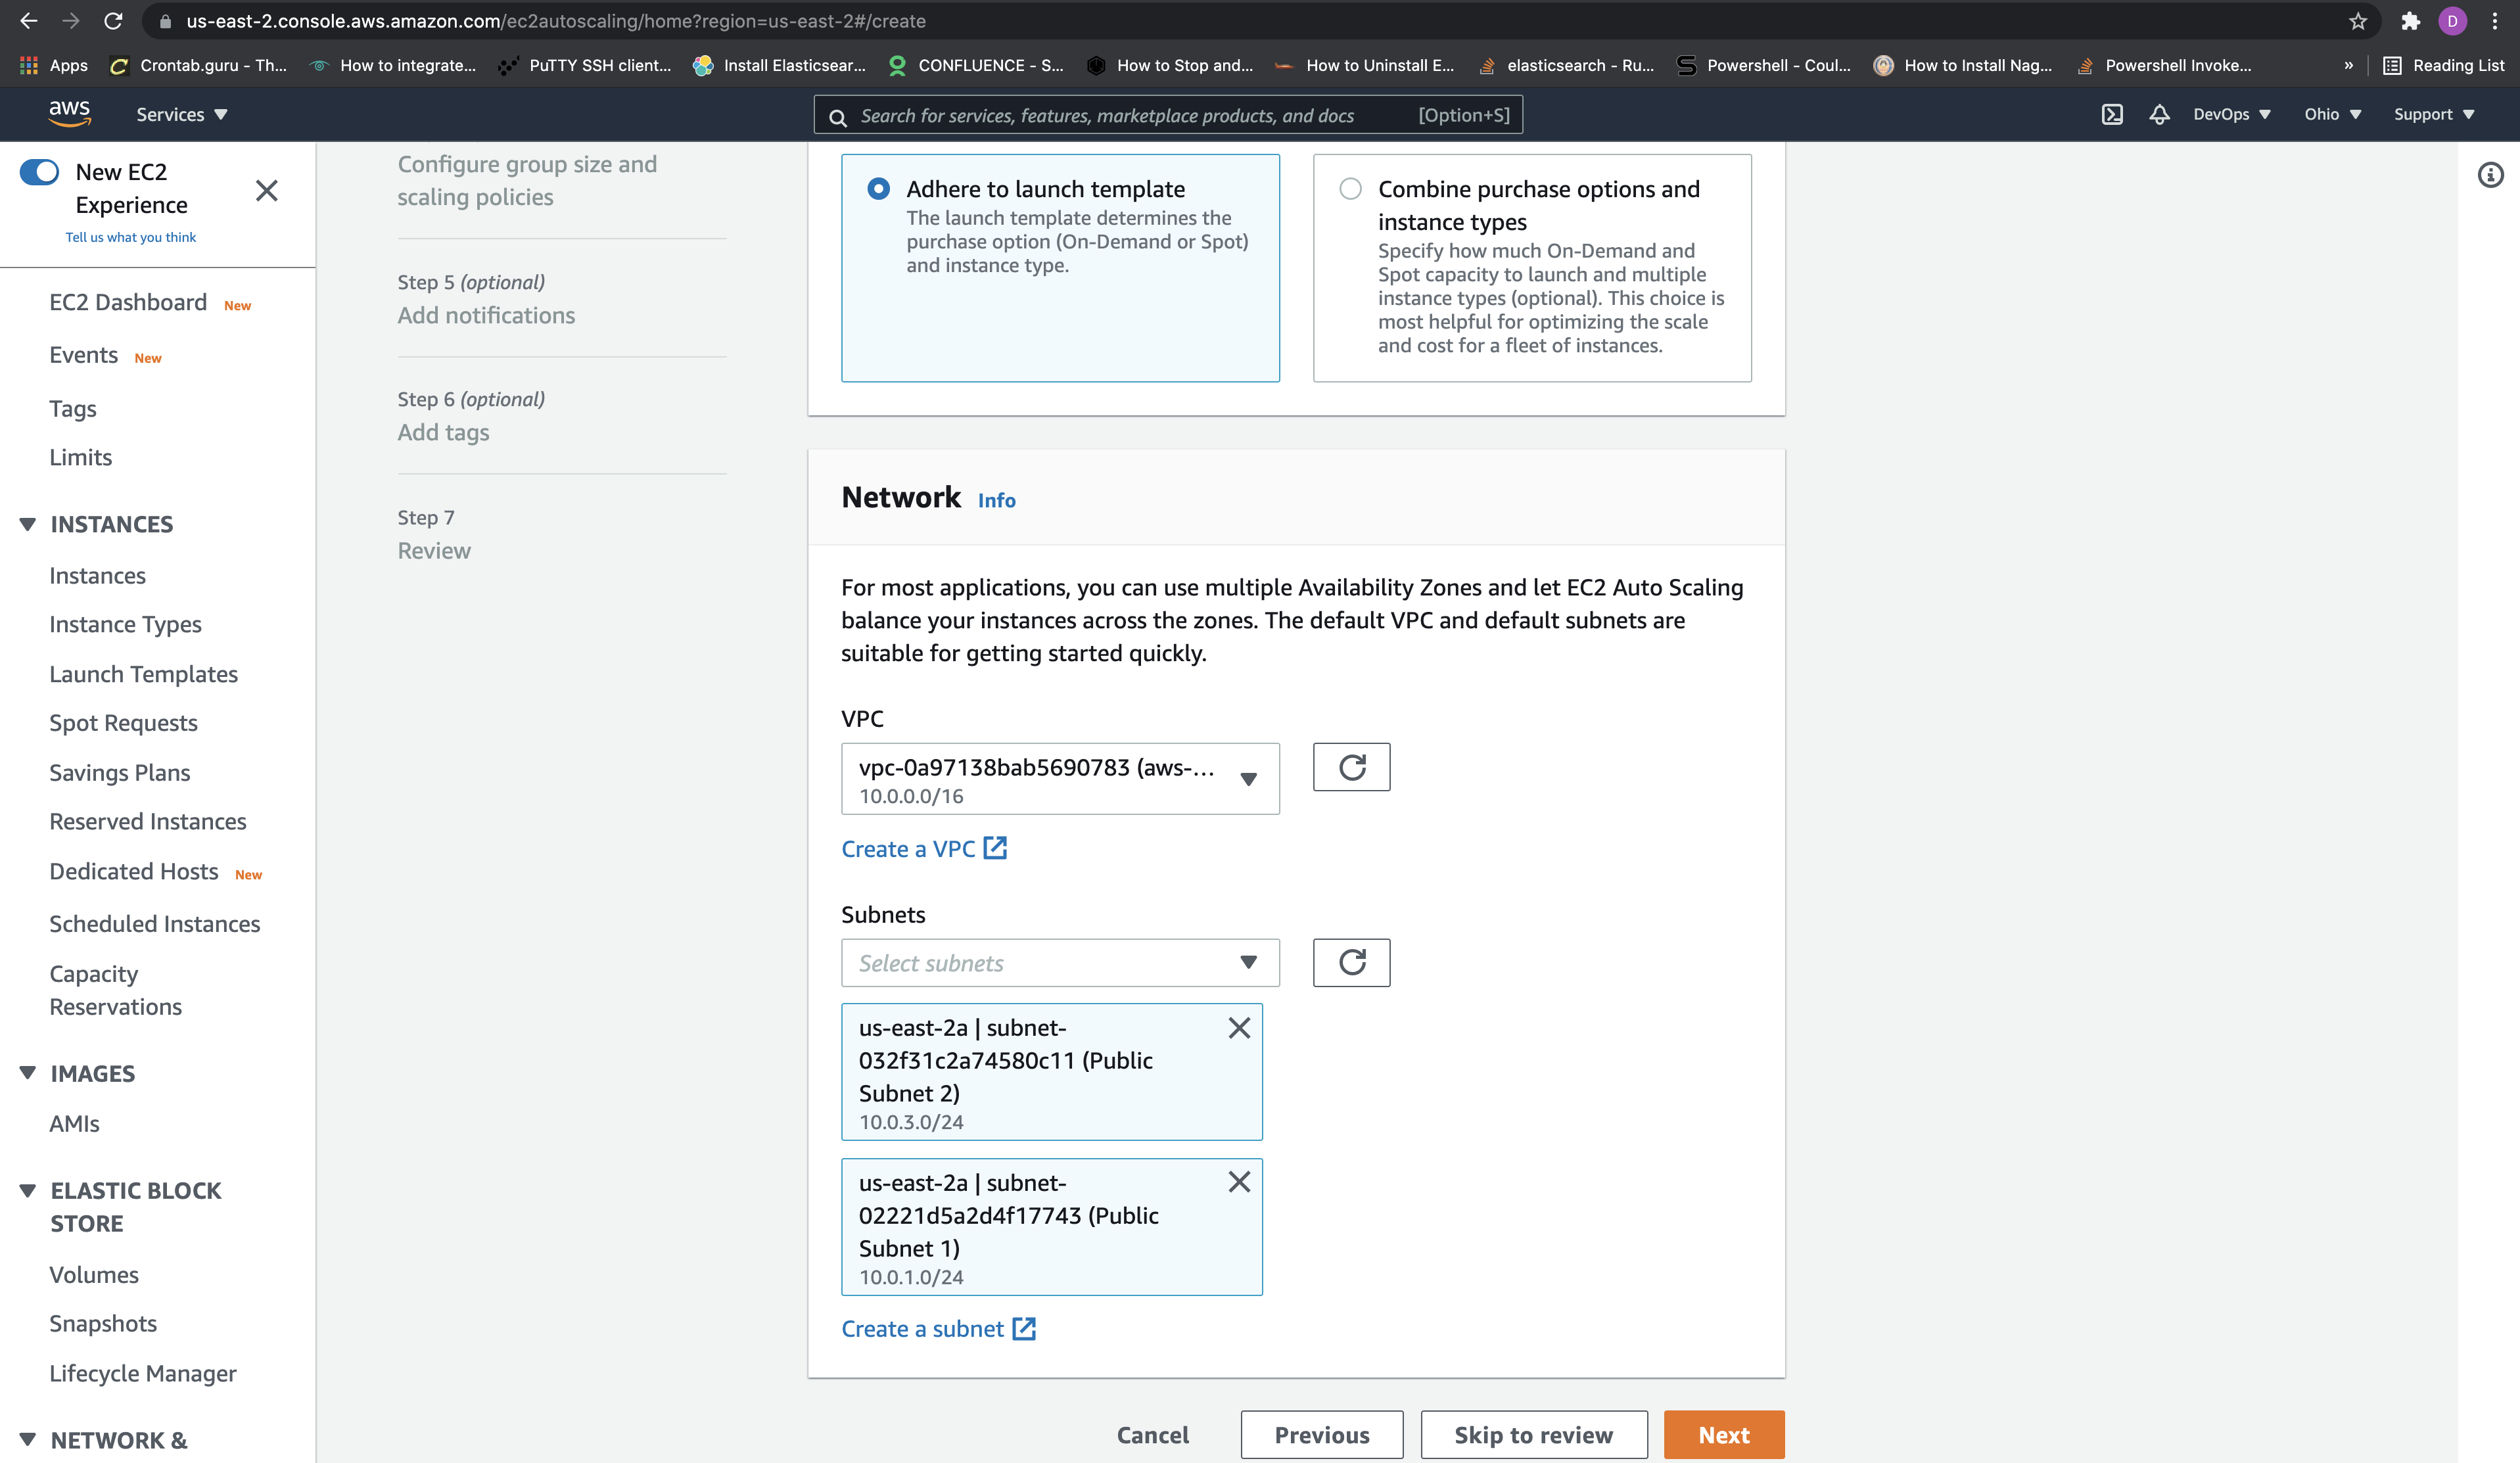 us-east-2.console.aws.amazon.com/ec2autoscaling/home?region=us-east-2#/create
D
Apps
Crontab.guru - Th...
How to integrate...
PuTTY SSH client...
Install Elasticsear...
CONFLUENCE - S...
How to Stop and...
How to Uninstall E...
elasticsearch - Ru...
Powershell - Coul...
How to Install Nag...
Powershell Invoke...
»
Reading List
aws
Services
Search for services, features, marketplace products, and docs
[Option+S]
DevOps
Ohio
Support
New EC2
Experience
Tell us what you think
EC2 Dashboard New
Events New
Tags
Limits
INSTANCES
Instances
Instance Types
Launch Templates
Spot Requests
Savings Plans
Reserved Instances
Dedicated Hosts New
Scheduled Instances
Capacity
Reservations
IMAGES
AMIs
ELASTIC BLOCK
STORE
Volumes
Snapshots
Lifecycle Manager
NETWORK &
Configure group size and
scaling policies
Step 5 (optional)
Add notifications
Step 6 (optional)
Add tags
Step 7
Review
Adhere to launch template
The launch template determines the
purchase option (On-Demand or Spot)
and instance type.
Combine purchase options and
instance types
Specify how much On-Demand and
Spot capacity to launch and multiple
instance types (optional). This choice is
most helpful for optimizing the scale
and cost for a fleet of instances.
Network Info
For most applications, you can use multiple Availability Zones and let EC2 Auto Scaling
balance your instances across the zones. The default VPC and default subnets are
suitable for getting started quickly.
VPC
vpc-0a97138bab5690783 (aws-...
10.0.0.0/16
Create a VPC
Subnets
Select subnets
us-east-2a | subnet-
032f31c2a74580c11 (Public
Subnet 2)
10.0.3.0/24
us-east-2a | subnet-
02221d5a2d4f17743 (Public
Subnet 1)
10.0.1.0/24
Create a subnet
Cancel
Previous
Skip to review
Next